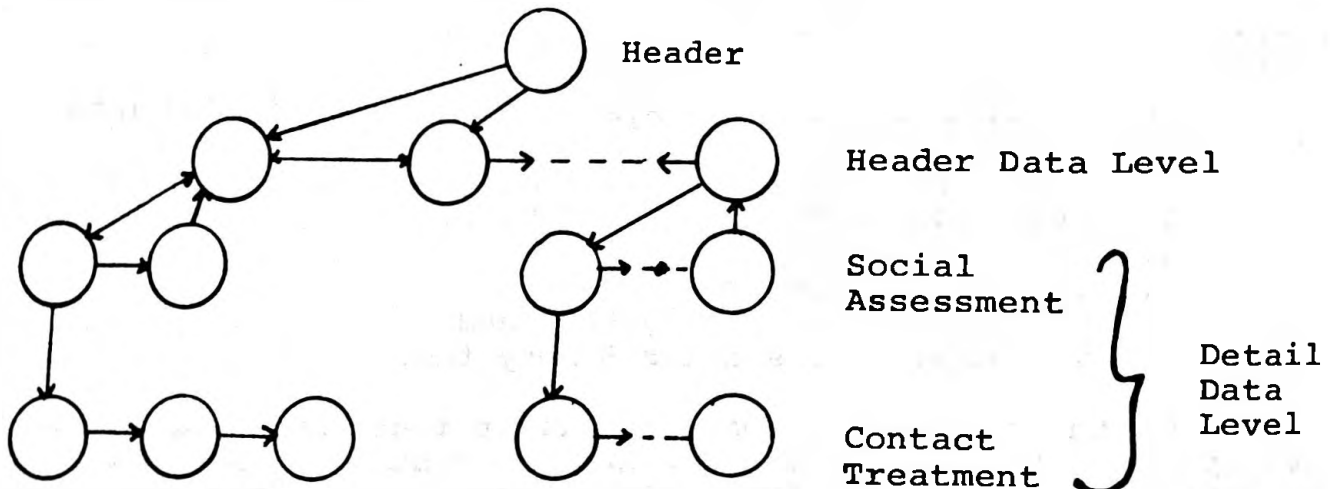 Header
Header Data Level
Social
Assessment
Detail
Data
Level
Contact
Treatment